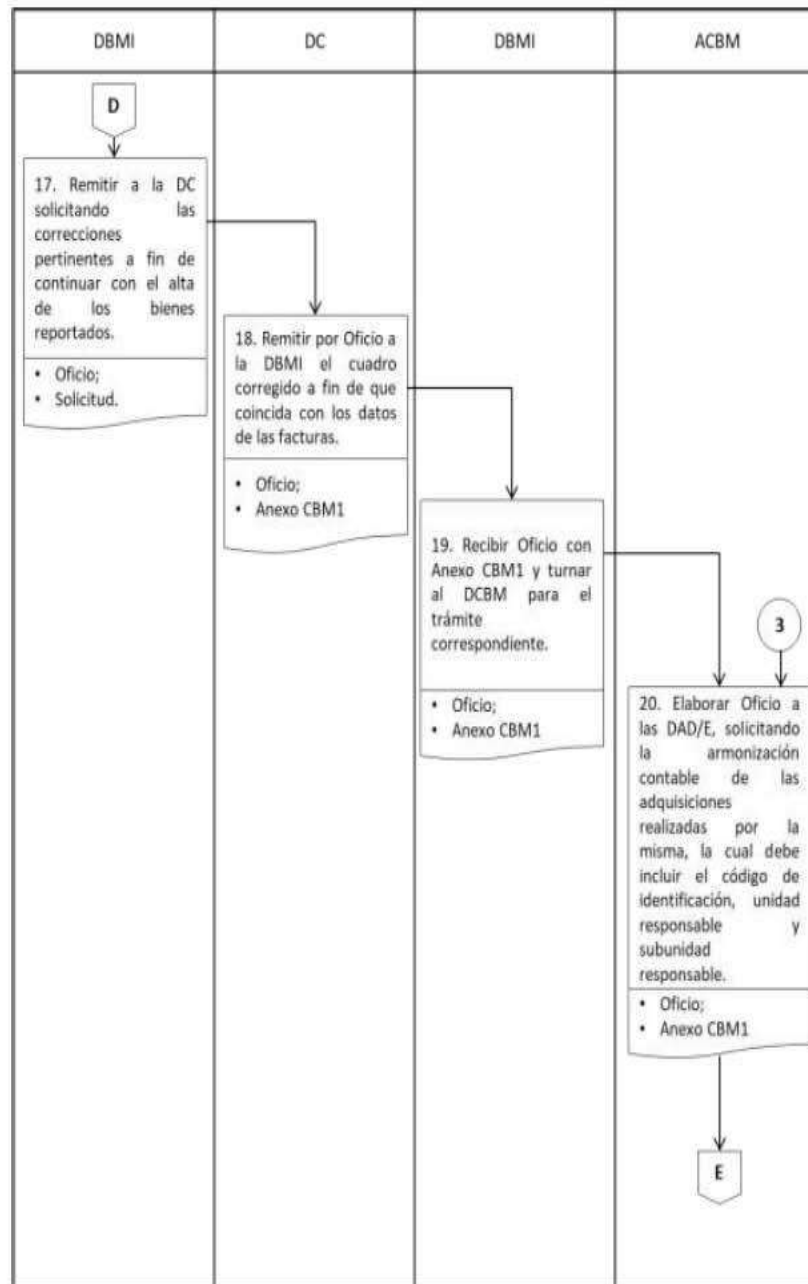 DBMI
DC
DBMI
ACBM
D
17. Remitir a la DC
solicitando las
correcciones
pertinentes a fin de
continuar con el alta
de los bienes
reportados.
• Oficio;
• Solicitud.
18. Remitir por Oficio a
la DBMI el cuadro
corregido a fin de que
coincida con los datos
de las facturas.
• Oficio;
• Anexo CBM1
19. Recibir Oficio con
Anexo CBM1 y turnar
al DCBM para el
trámite
correspondiente.
• Oficio;
• Anexo CBM1
3
20. Elaborar Oficio a
las DAD/E, solicitando
la armonización
contable de las
adquisiciones
realizadas por la
misma, la cual debe
incluir el código de
identificación, unidad
responsable y
subunidad
responsable.
• Oficio;
• Anexo CBM1
E